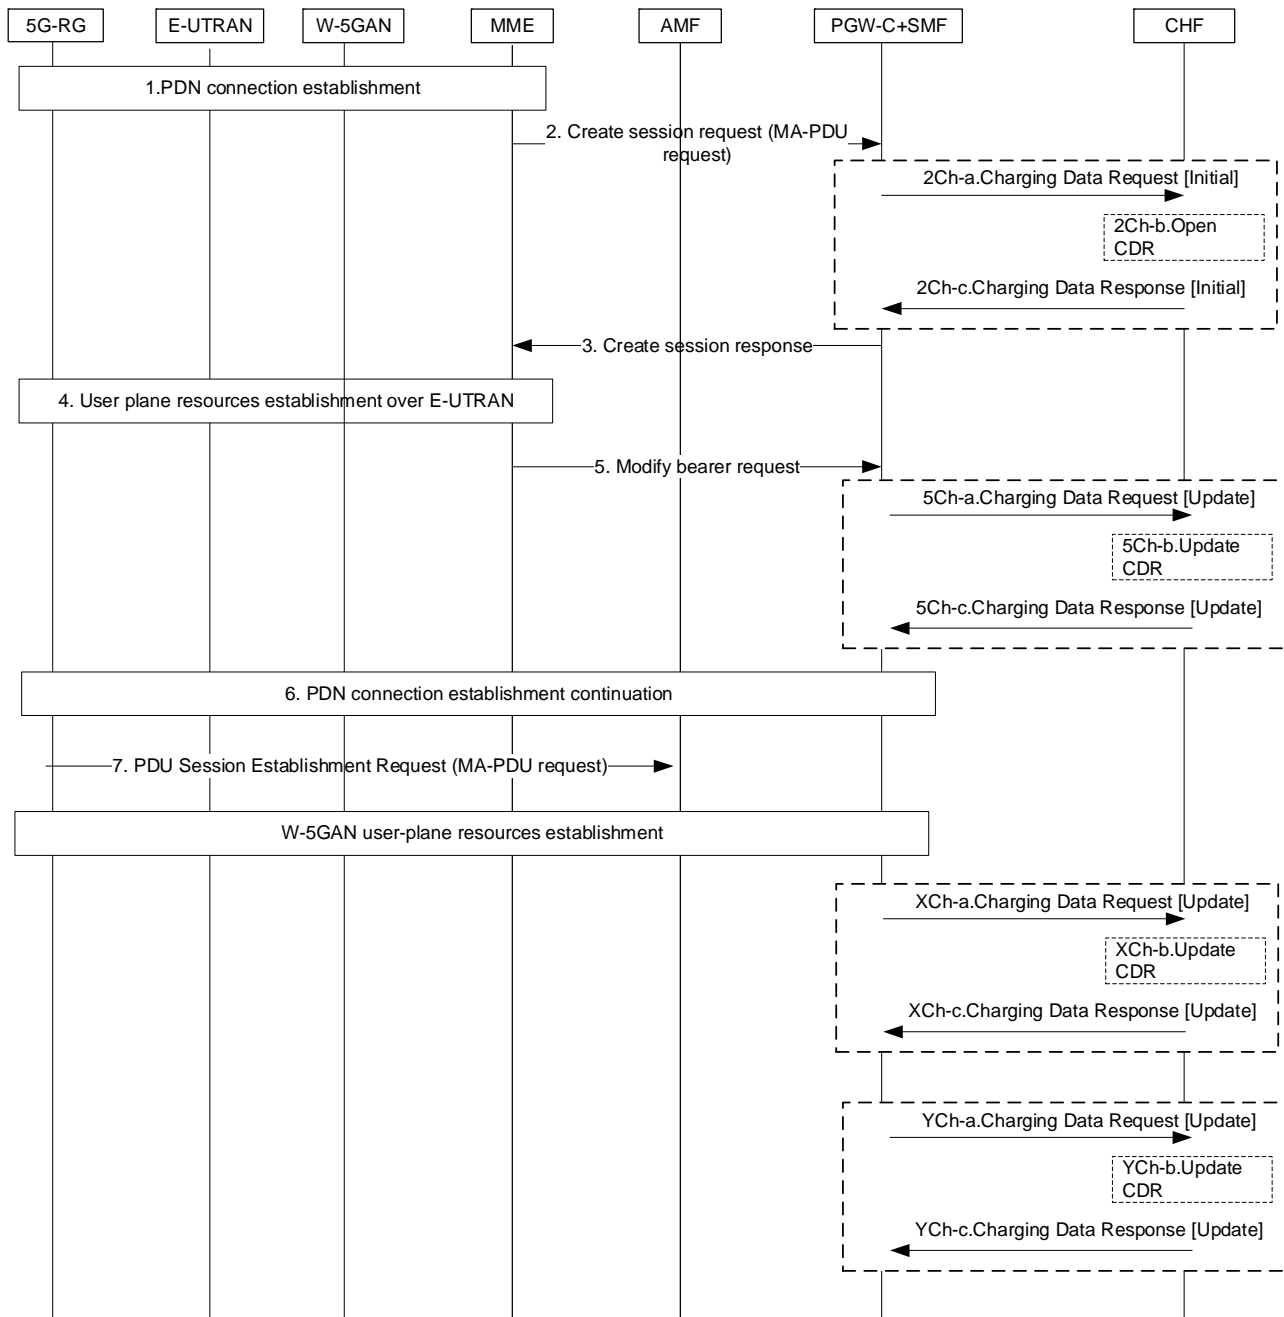 5G-RG
E-UTRAN
W-5GAN
MME
AMF
PGW-C+SMF
CHF
1.PDN connection establishment
2. Create session request (MA-PDU
request)
2Ch-a.Charging Data Request [Initial]
2Ch-b.Open
CDR
2Ch-c.Charging Data Response [Initial]
3. Create session response
4. User plane resources establishment over E-UTRAN
5. Modify bearer request
5Ch-a.Charging Data Request [Update]
5Ch-b.Update
CDR
5Ch-c.Charging Data Response [Update]
6. PDN connection establishment continuation
7. PDU Session Establishment Request (MA-PDU request)
W-5GAN user-plane resources establishment
XCh-a.Charging Data Request [Update]
XCh-b.Update
CDR
XCh-c.Charging Data Response [Update]
YCh-a.Charging Data Request [Update]
YCh-b.Update
CDR
YCh-c.Charging Data Response [Update]